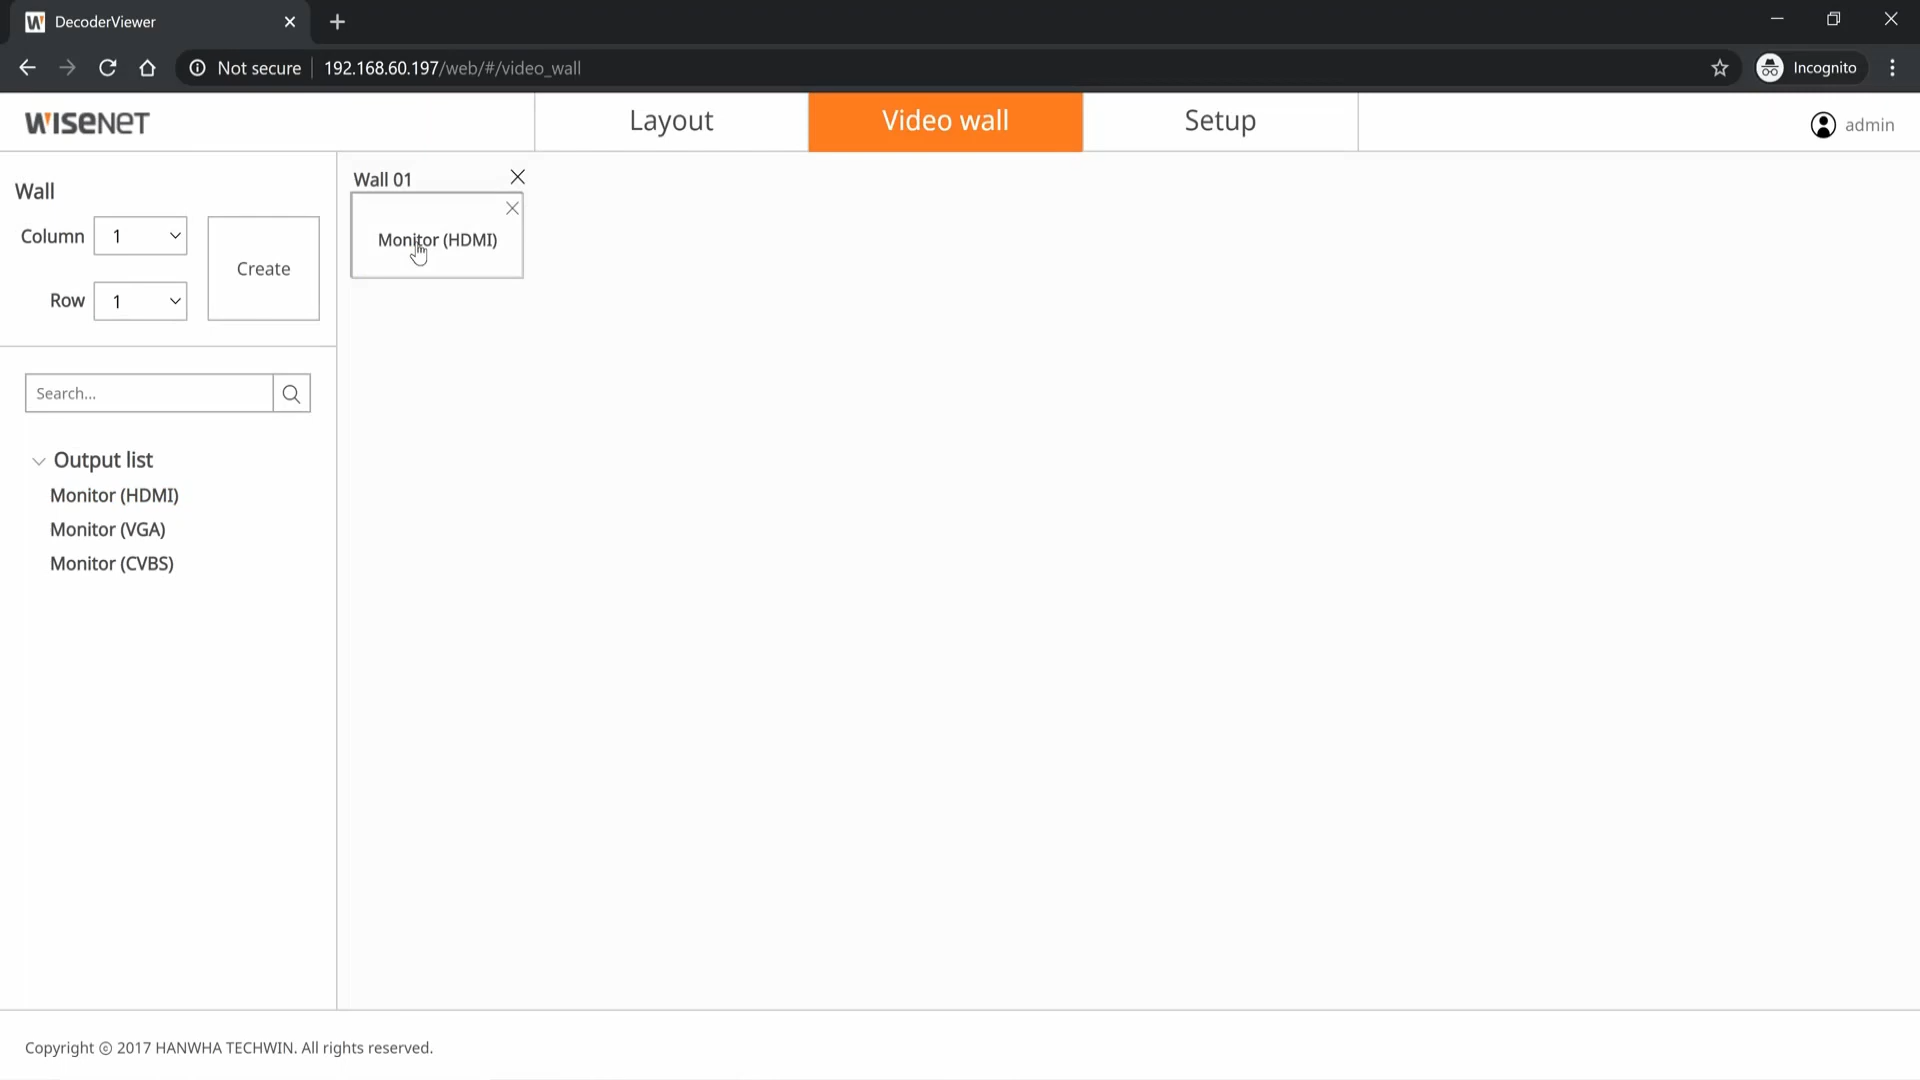 DecoderViewer
Not secure
192.168.60.197/web/#/video_wall
Incognito
WISENET
Layout
Video wall
Setup
admin
Wall
Column
1
Row
1
Create
Wall 01
Monitor (HDMI)
Search...
Output list
Monitor (HDMI)
Monitor (VGA)
Monitor (CVBS)
Copyright © 2017 HANWHA TECHWIN. All rights reserved.